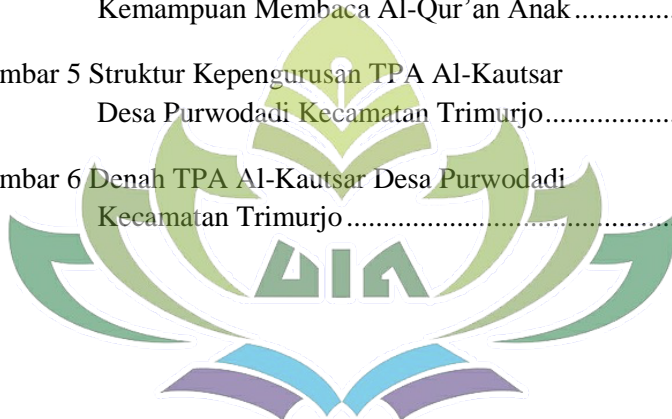 Kemampuan Membaca Al-Qur’an Anak.............
mbar 5 Struktur Kepengurusan TPA Al-Kautsar
Desa Purwodadi Kecamatan Trimurjo..................
mbar 6 Denah TPA Al-Kautsar Desa Purwodadi
Kecamatan Trimurjo.............................................
UIN